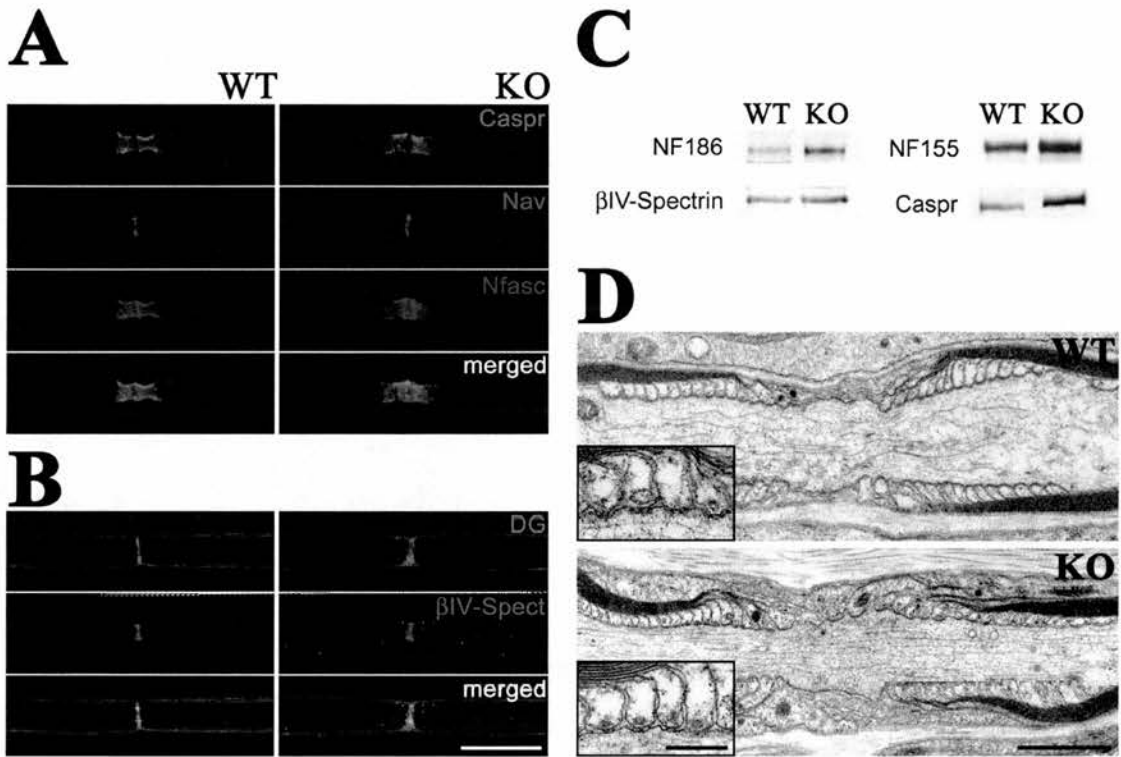 A
WT KO
Caspr
Nav
Nfasc
merged
B
DG
βIV-Spect
merged
C
WT KO
NF186
βIV-Spectrin
WT KO
NF155
Caspr
D
WT
KO